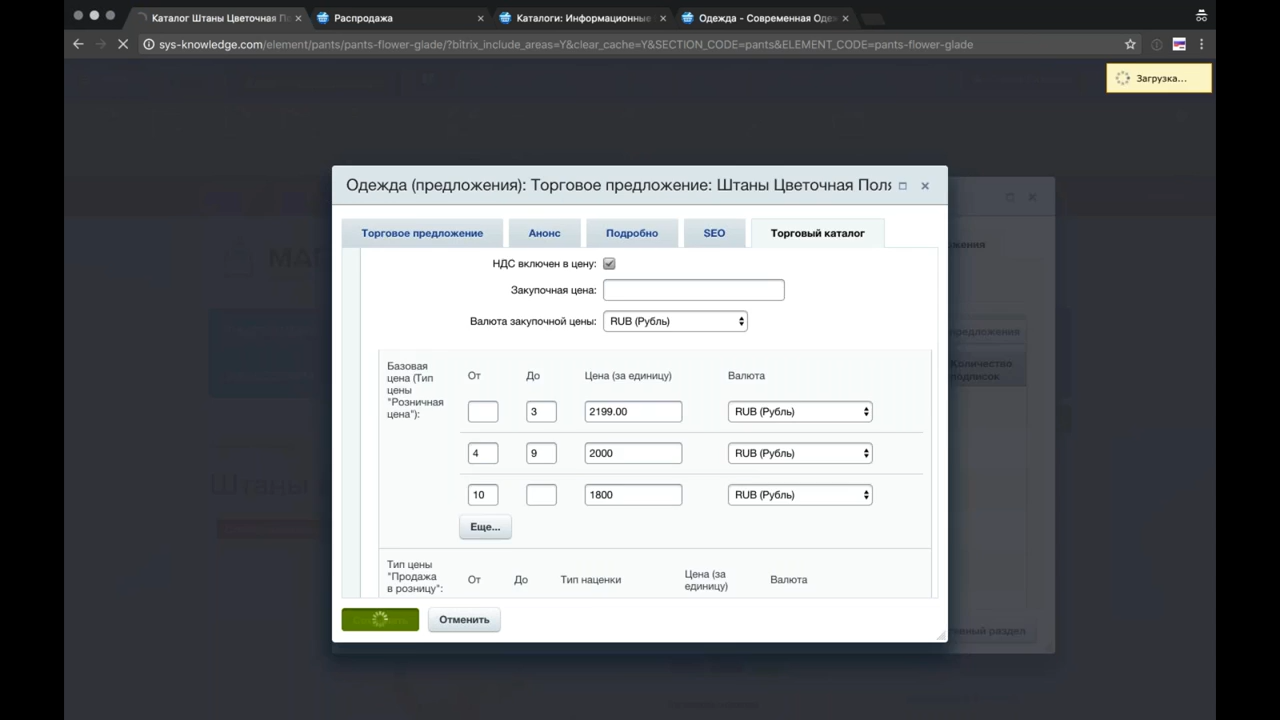 Каталог Штаны Цветочная По
Распродажа
Каталоги: Информационные
Одежда - Современная Оде
sys-knowledge.com/element/pants/pants-flower-glade/?bitrix_include_areas=Y&clear_cache=Y&SECTION_CODE=pants&ELEMENT_CODE=pants-flower-glade
Загрузка...
Одежда (предложения): Торговое предложение: Штаны Цветочная Поля
Торговое предложение
Анонс
Подробно
SEO
Торговый каталог
НДС включен в цену:
Закупочная цена:
Валюта закупочной цены:
RUB (Рубль)
Базовая
цена (Тип
цены
"Розничная
цена"):
От
До
Цена (за единицу)
Валюта
3
2199.00
RUB (Рубль)
4
9
2000
RUB (Рубль)
10
1800
RUB (Рубль)
Еще...
Тип цены
"Продажа
в розницу":
От
До
Тип наценки
Цена (за
единицу)
Валюта
Отменить
Штаны
Количество
подписок